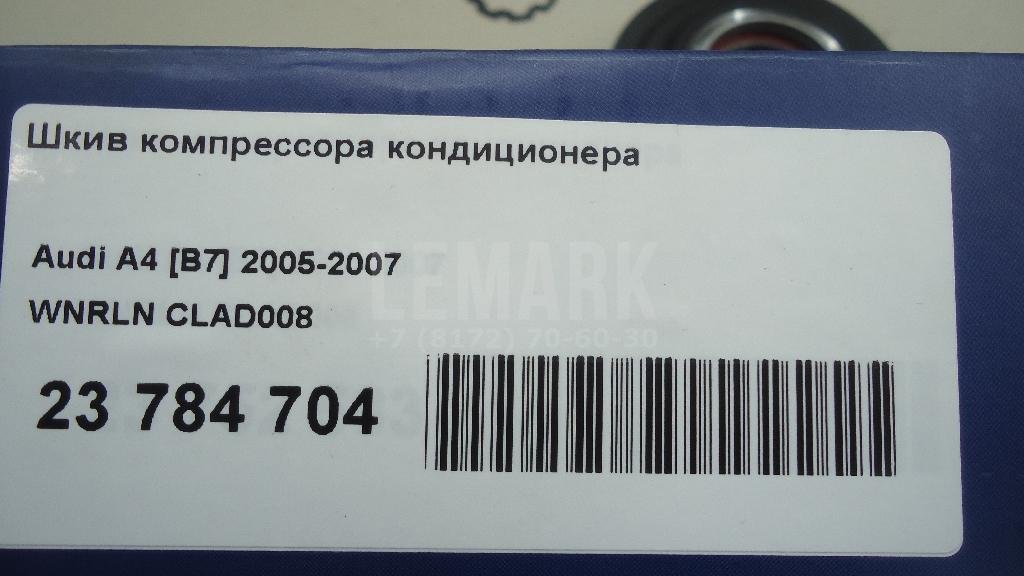 Шкив компрессора кондиционера
Audi A4 [B7] 2005-2007
WNRLN CLAD008
LEMARK
+7 (8172) 70-60-30
23 784 704